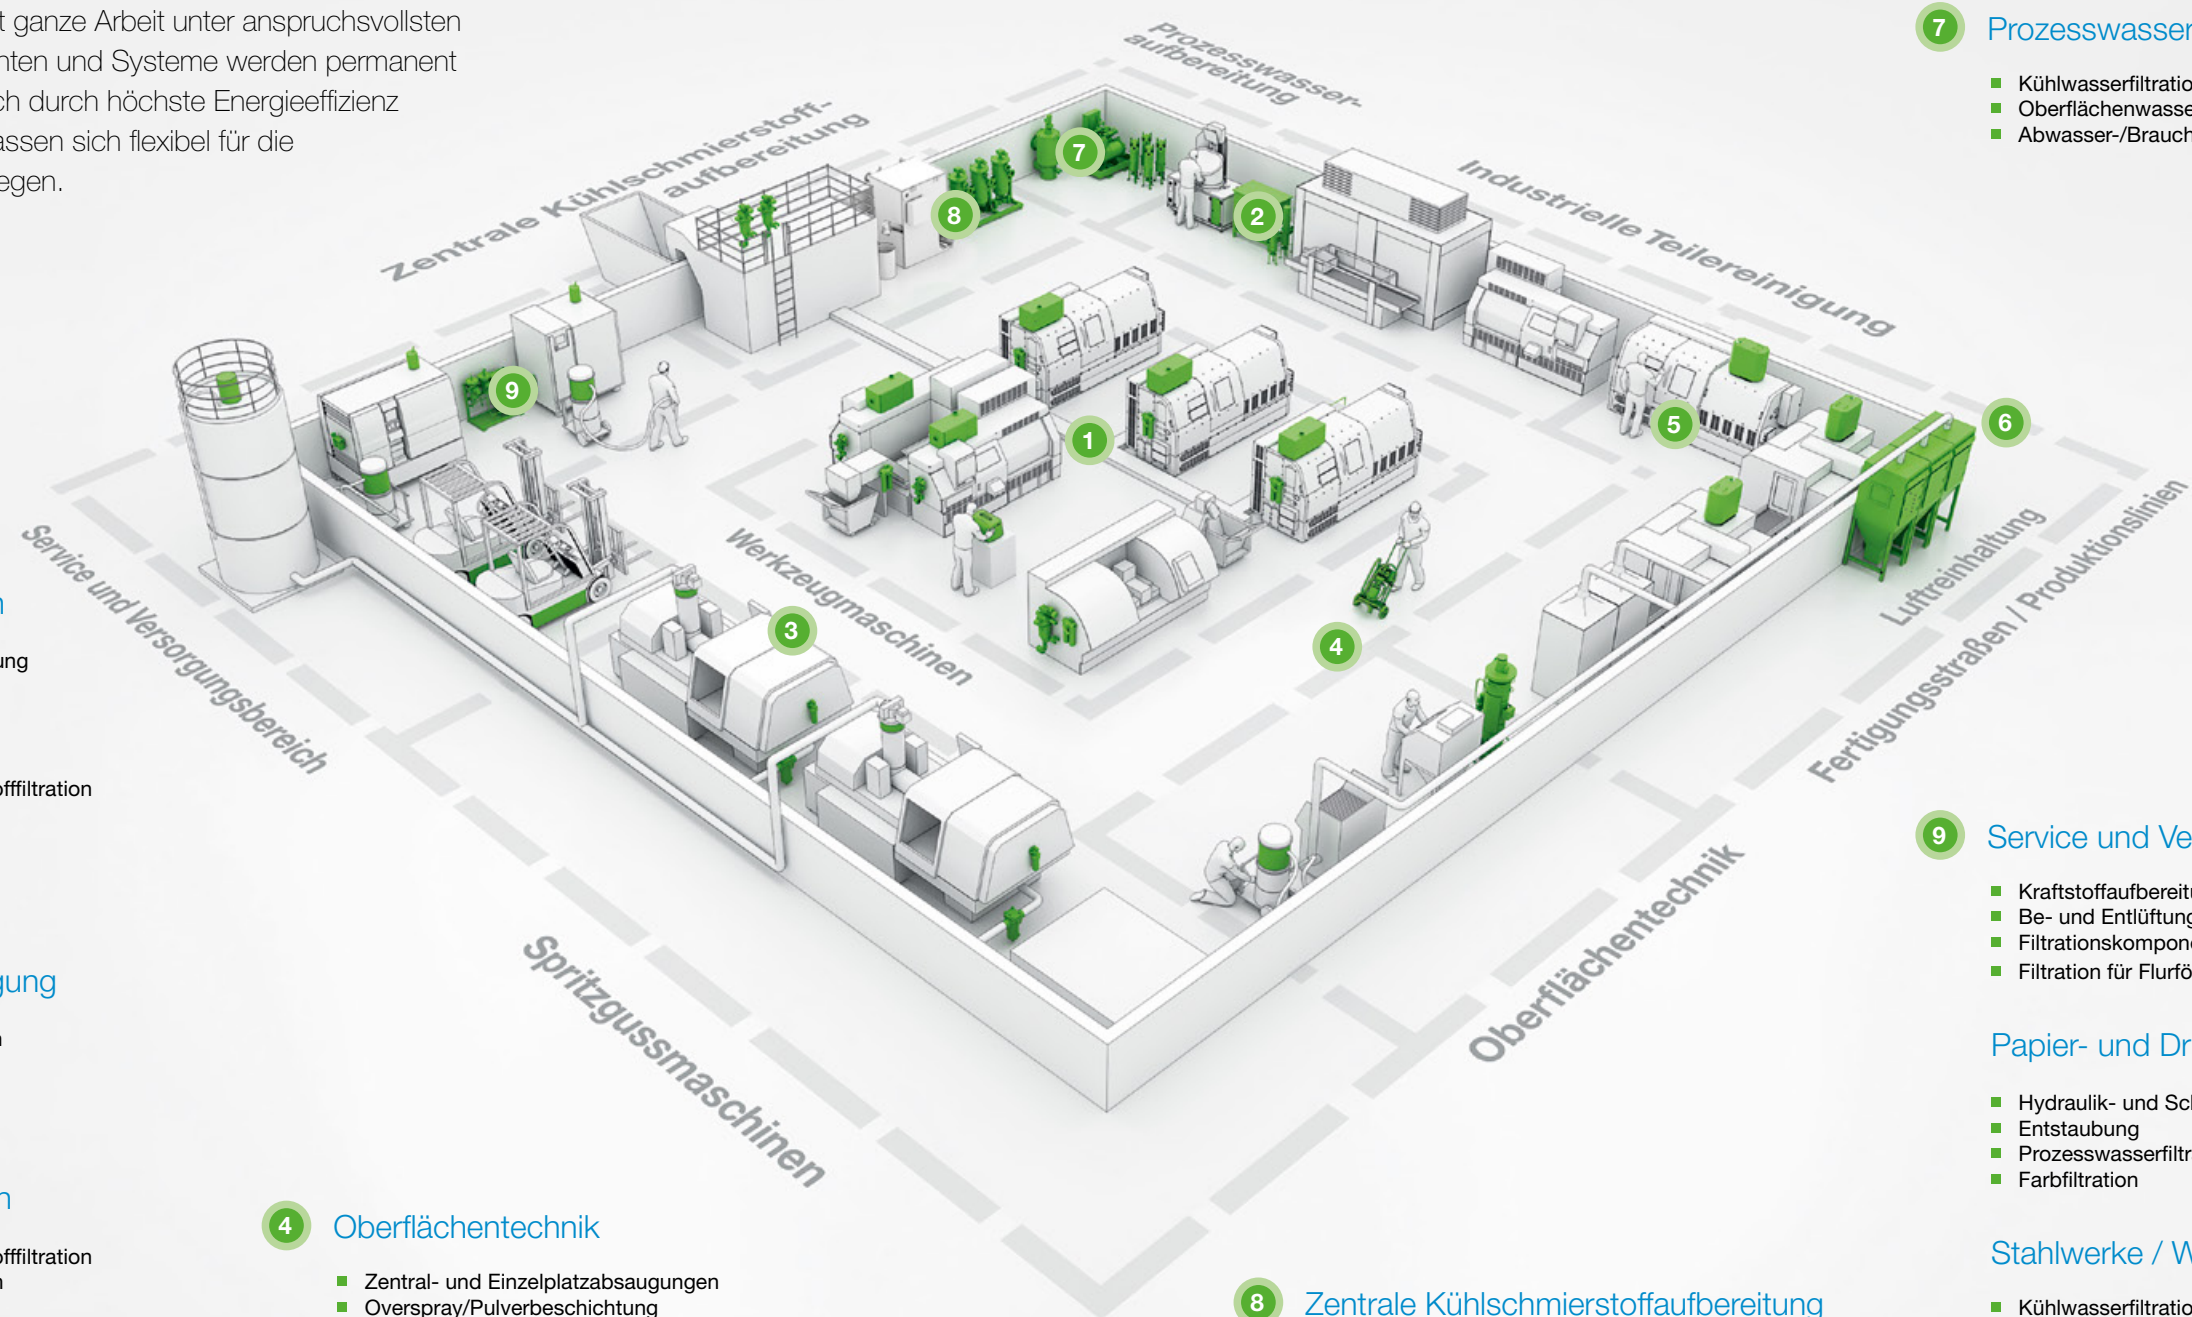 t ganze Arbeit unter anspruchsvollsten
nten und Systeme werden permanent
ch durch höchste Energieeffizienz
assen sich flexibel für die
egen.
Prozesswasser-
aufbereitung
Zentrale Kühlschmierstoff-
aufbereitung
Industrielle Teilereinigung
Service und Versorgungsbereich
Werkzeugmaschinen
Luftreinhaltung
Fertigungsstraßen / Produktionslinien
Spritzgussmaschinen
Oberflächentechnik
7
8
2
9
1
5
6
3
4
n
ung
offfiltration
gung
n
n
offfiltration
n
4 Oberflächentechnik
Zentral- und Einzelplatzabsaugungen
Overspray/Pulverbeschichtung
8 Zentrale Kühlschmierstoffaufbereitung
7 Prozesswasser
Kühlwasserfiltratio
Oberflächenwasse
Abwasser-/Brauch
9 Service und Ve
Kraftstoffaufbereitu
Be- und Entlüftung
Filtrationskompone
Filtration für Flurfö
Papier- und Dr
Hydraulik- und Sch
Entstaubung
Prozesswasserfiltra
Farbfiltration
Stahlwerke / W
Kühlwasserfiltratio